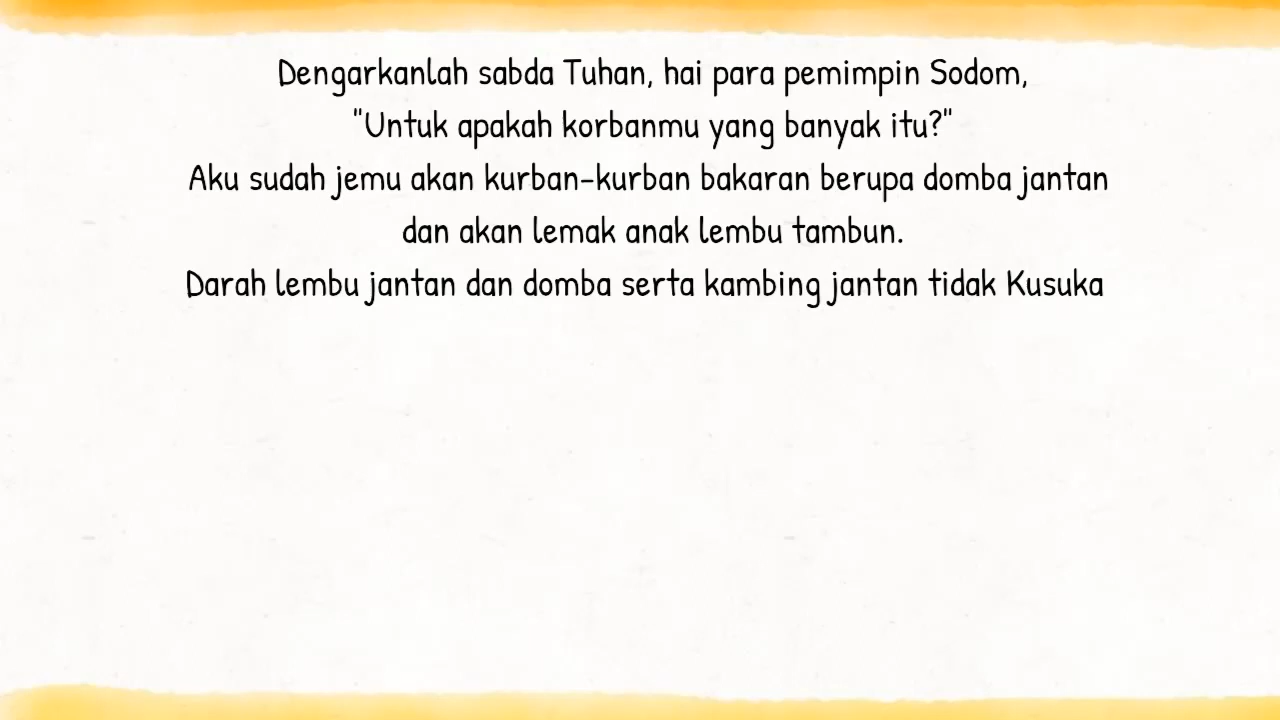 Dengarkanlah sabda Tuhan, hai para pemimpin Sodom,
"Untuk apakah korbanmu yang banyak itu?"
Aku sudah jemu akan kurban-kurban bakaran berupa domba jantan
dan akan lemak anak lembu tambun.
Darah lembu jantan dan domba serta kambing jantan tidak Kusuka